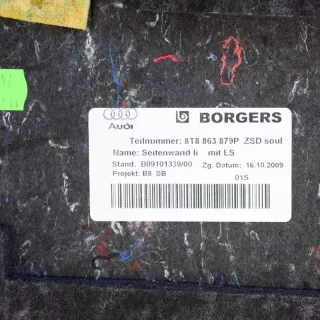 Audi
BORGERS
Teilnummer: 8T8 863 879P ZSD soul
Name: Seitenwand li mit LS
Stand. B09101339/00 Zg. Datum: 16.10.2009
Projekt: B8 SB
01S